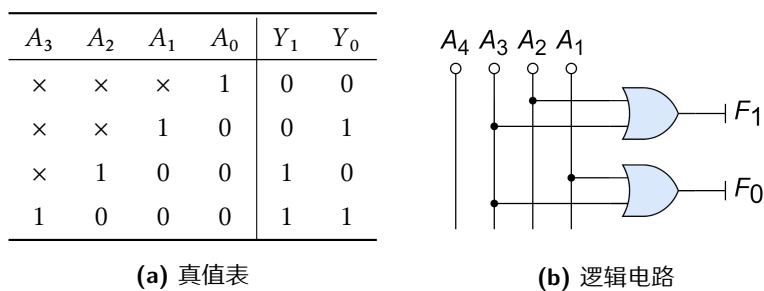 A₃ A₂ A₁ A₀ Y₁ Y₀
× × × 1 0 0
× × 1 0 0 1
× 1 0 0 1 0
1 0 0 0 1 1
(a) 真值表
A₄ A₃ A₂ A₁
F₁
F₀
(b) 逻辑电路